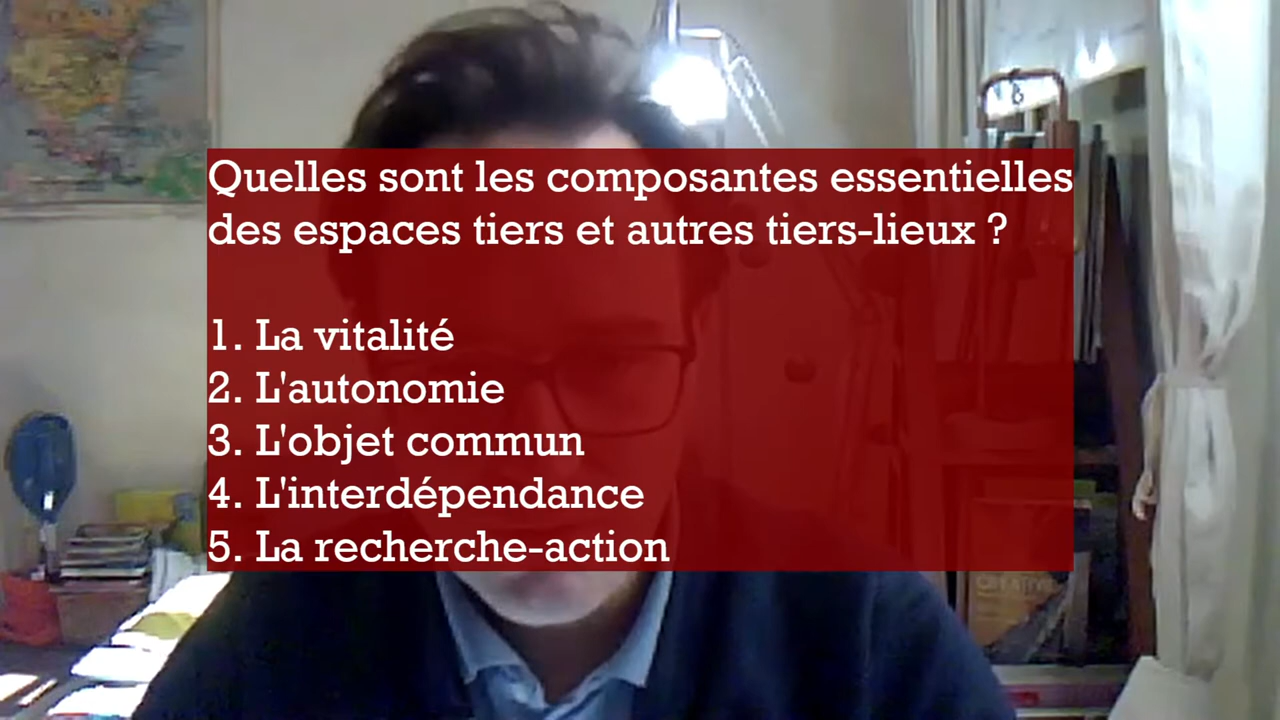 Quelles sont les composantes essentielles
des espaces tiers et autres tiers-lieux ?
1. La vitalité
2. L'autonomie
3. L'objet commun
4. L'interdépendance
5. La recherche-action